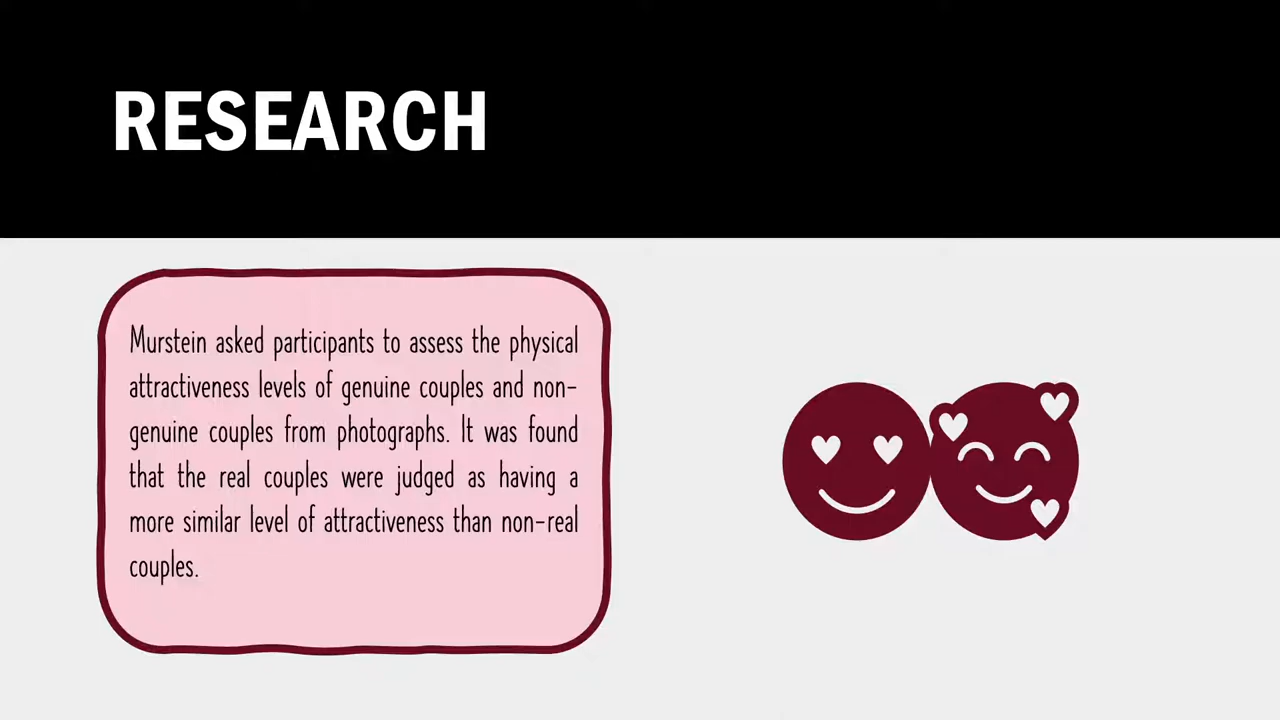 RESEARCH
Murstein asked participants to assess the physical
attractiveness levels of genuine couples and non-
genuine couples from photographs. It was found
that the real couples were judged as having a
more similar level of attractiveness than non-real
couples.